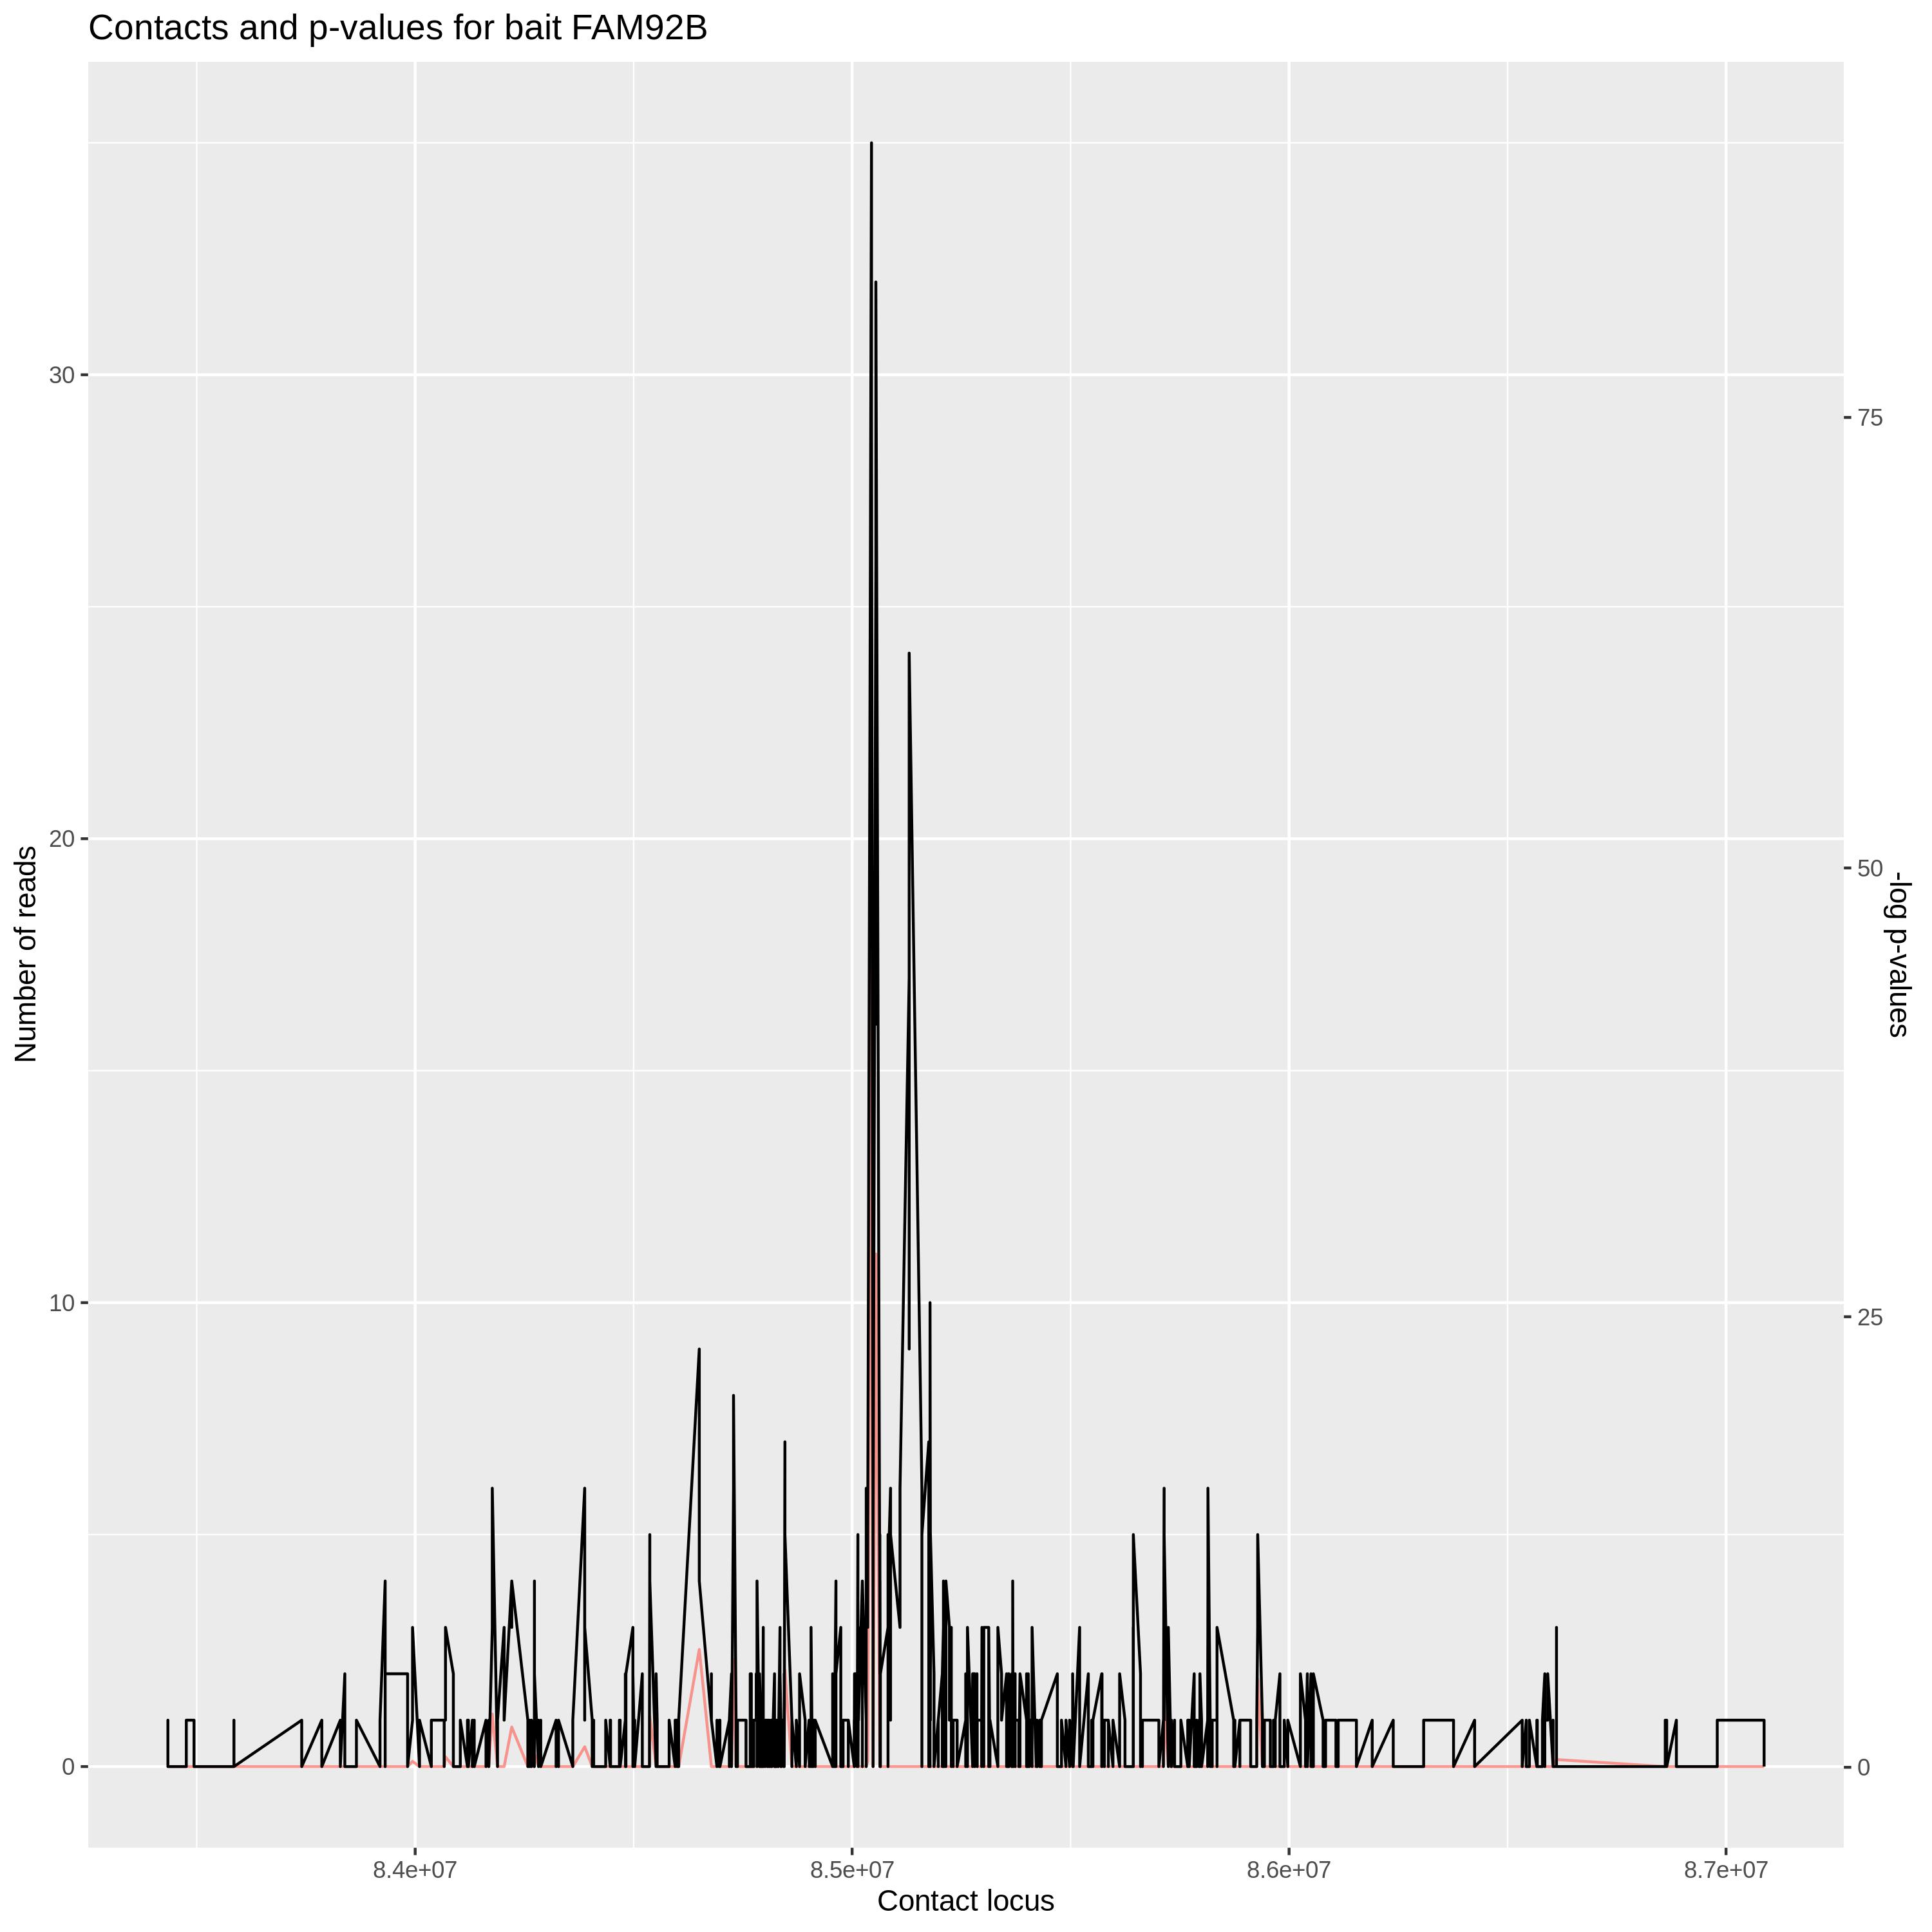 Contacts and p-values for bait FAM92B
30
20
10
0
Number of reads
75
50
25
0
-log p-values
8.4e+07
8.5e+07
8.6e+07
8.7e+07
Contact locus